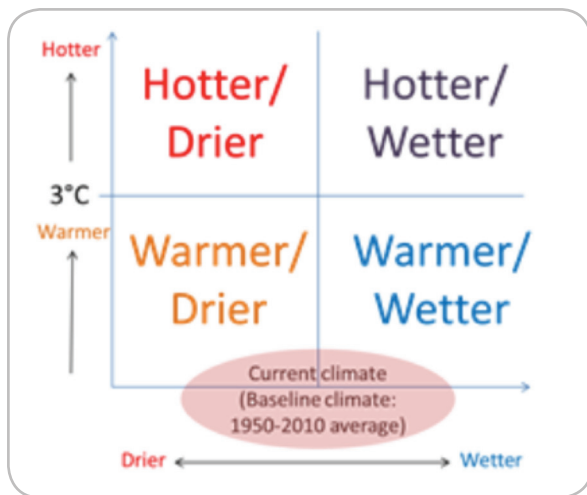 Hotter
Hotter/
Drier
Hotter/
Wetter
3°C
Warmer
Warmer/
Drier
Warmer/
Wetter
Current climate
(Baseline climate:
1950-2010 average)
Drier
Wetter